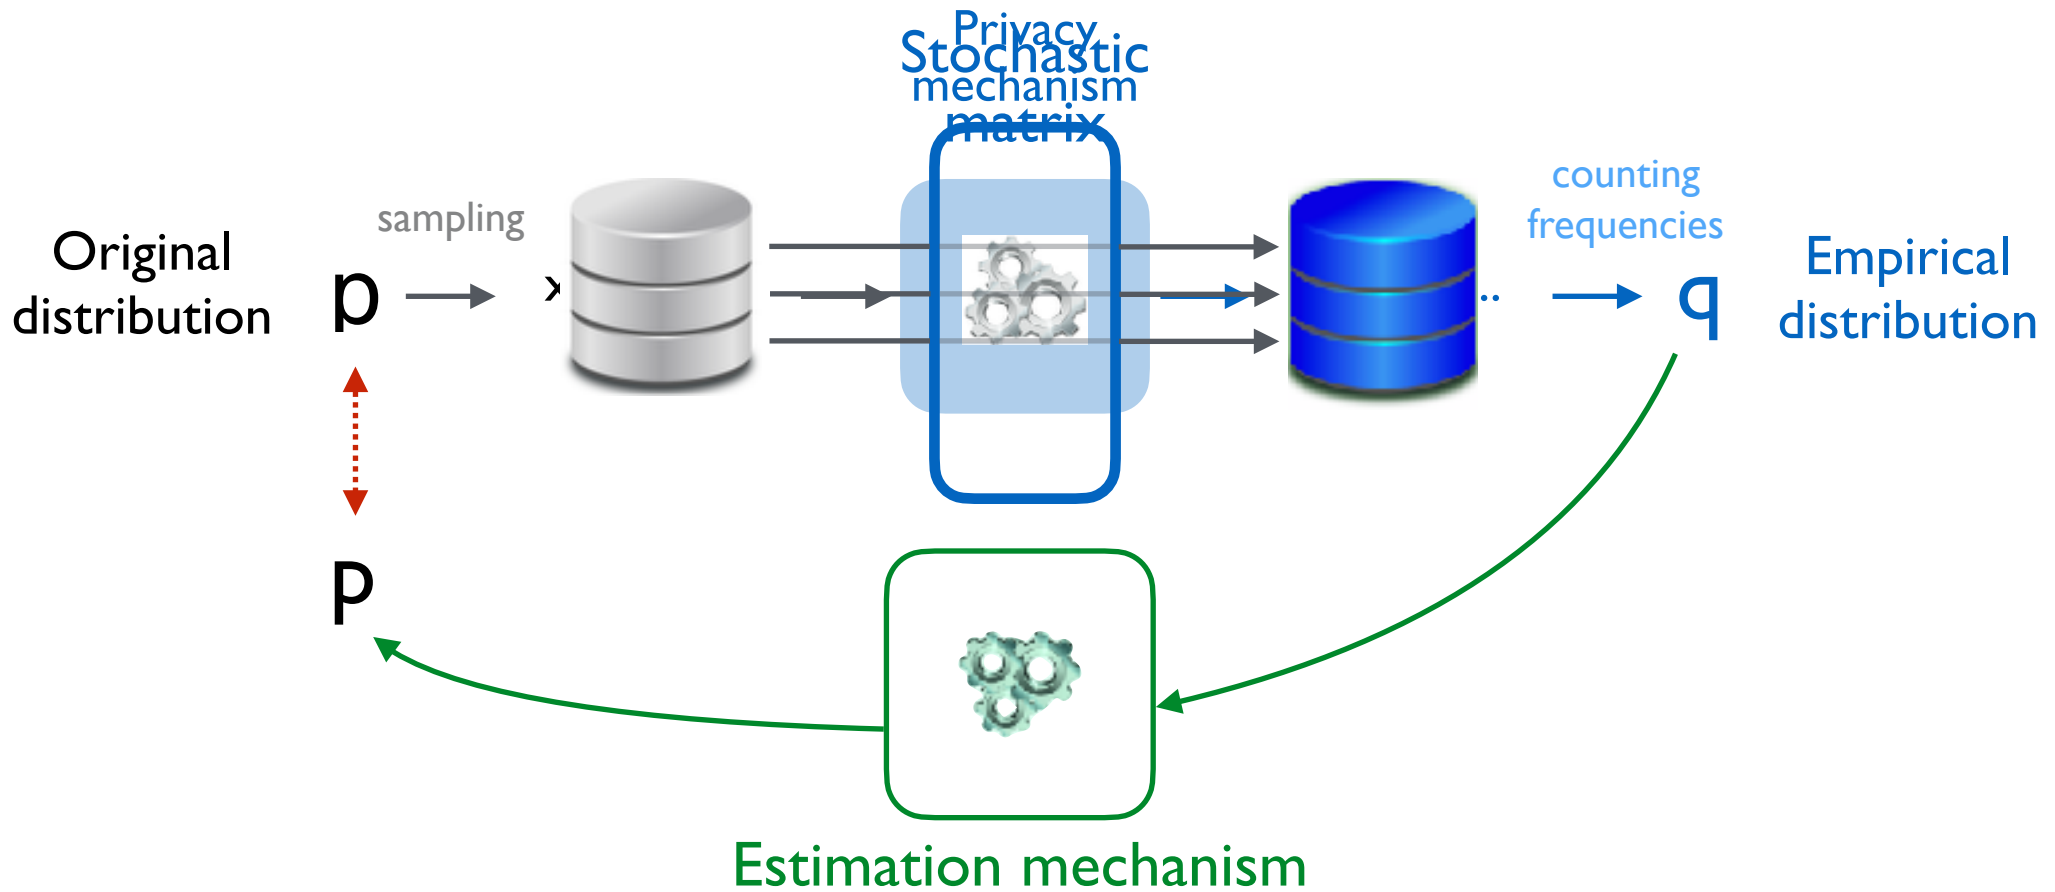 Privacy
Stochastic
mechanism
matrix
counting
frequencies
sampling
Original
distribution
p
x
..
q
Empirical
distribution
p
Estimation mechanism